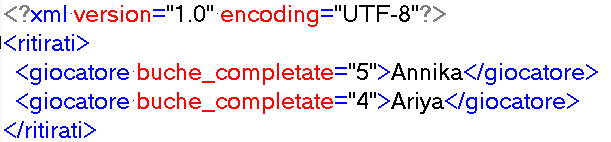 <?xml version="1.0" encoding="UTF-8"?>
<ritirati>
  <giocatore buche_completate="5">Annika</giocatore>
  <giocatore buche_completate="4">Ariya</giocatore>
</ritirati>